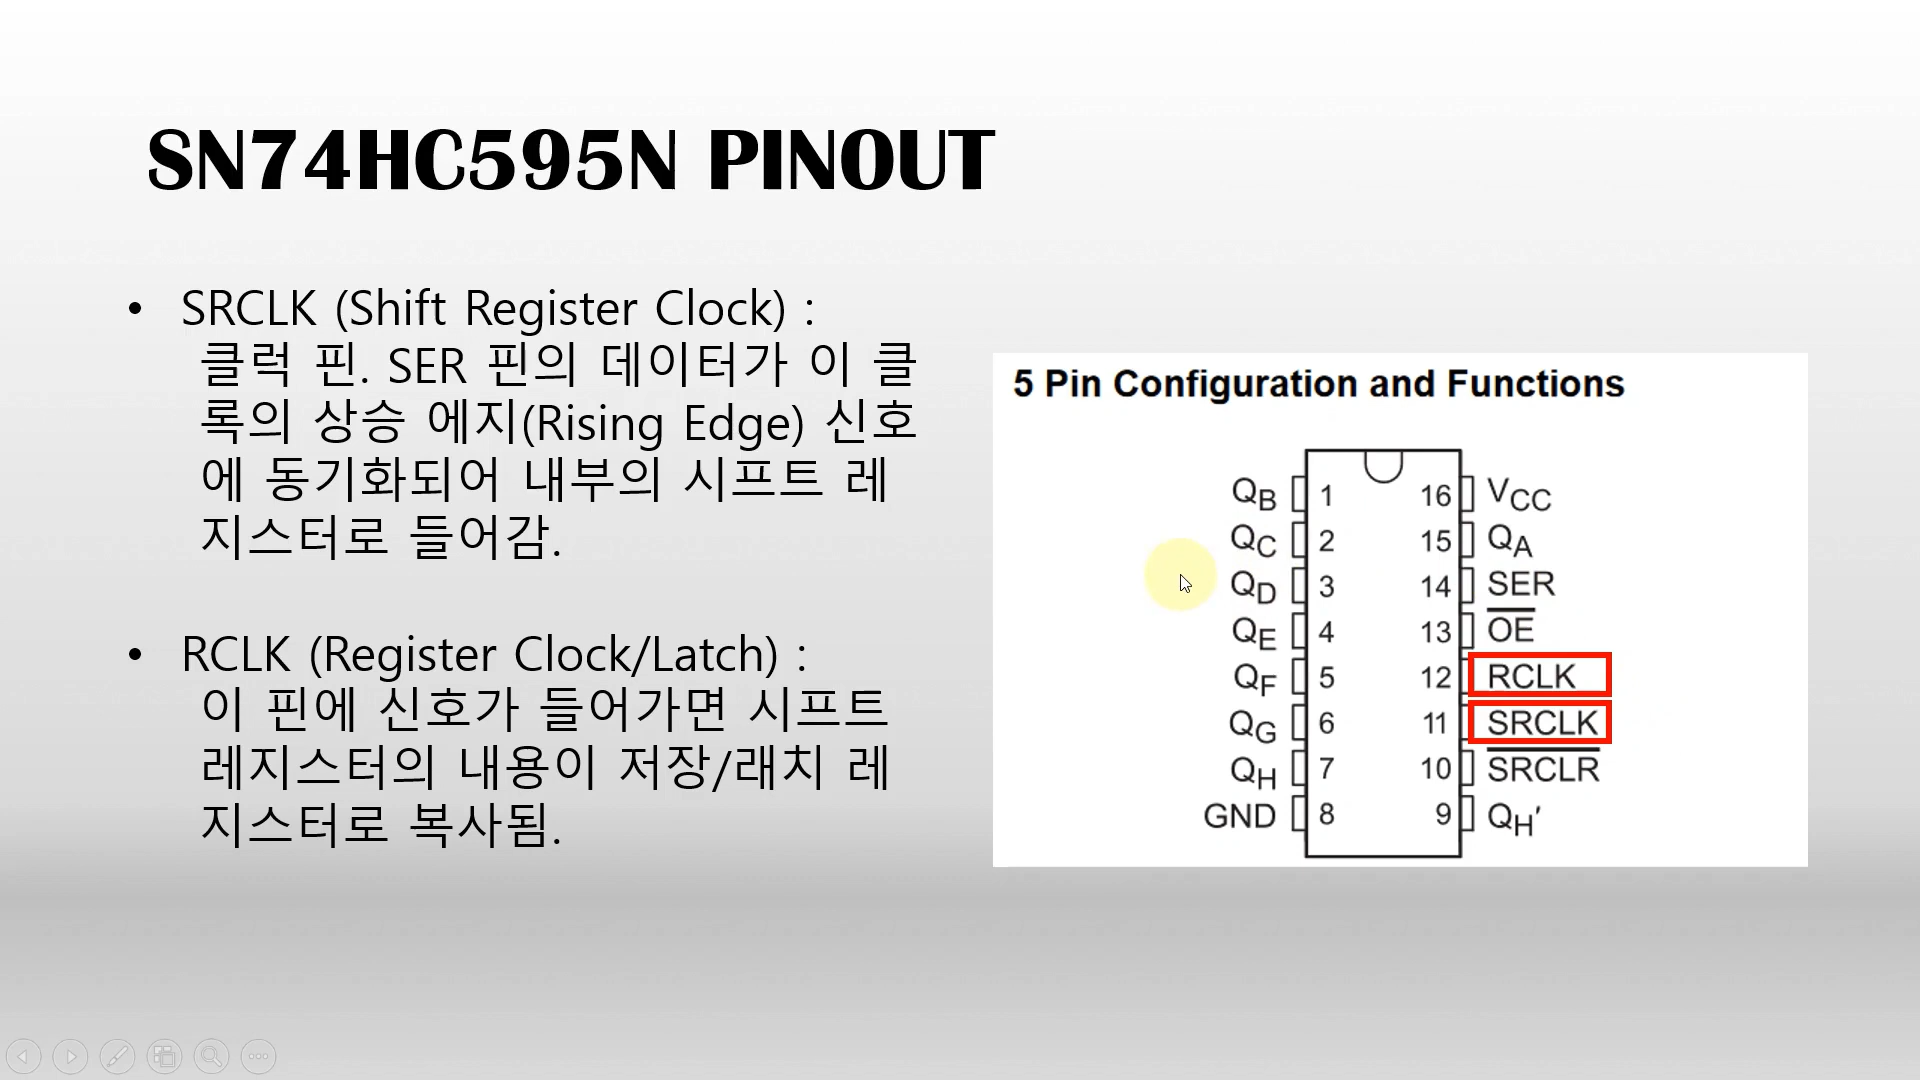 SN74HC595N PINOUT
• SRCLK (Shift Register Clock) :
클럭 핀. SER 핀의 데이터가 이 클
록의 상승 에지(Rising Edge) 신호
에 동기화되어 내부의 시프트 레
지스터로 들어감.
• RCLK (Register Clock/Latch) :
이 핀에 신호가 들어가면 시프트
레지스터의 내용이 저장/래치 레
지스터로 복사됨.
5 Pin Configuration and Functions
QB 1 16 VCC
QC 2 15 QA
QD 3 14 SER
QE 4 13 O̅E̅
QF 5 12 RCLK
QG 6 11 SRCLK
QH 7 10 S̅R̅C̅L̅R̅
GND 8 9 QH'